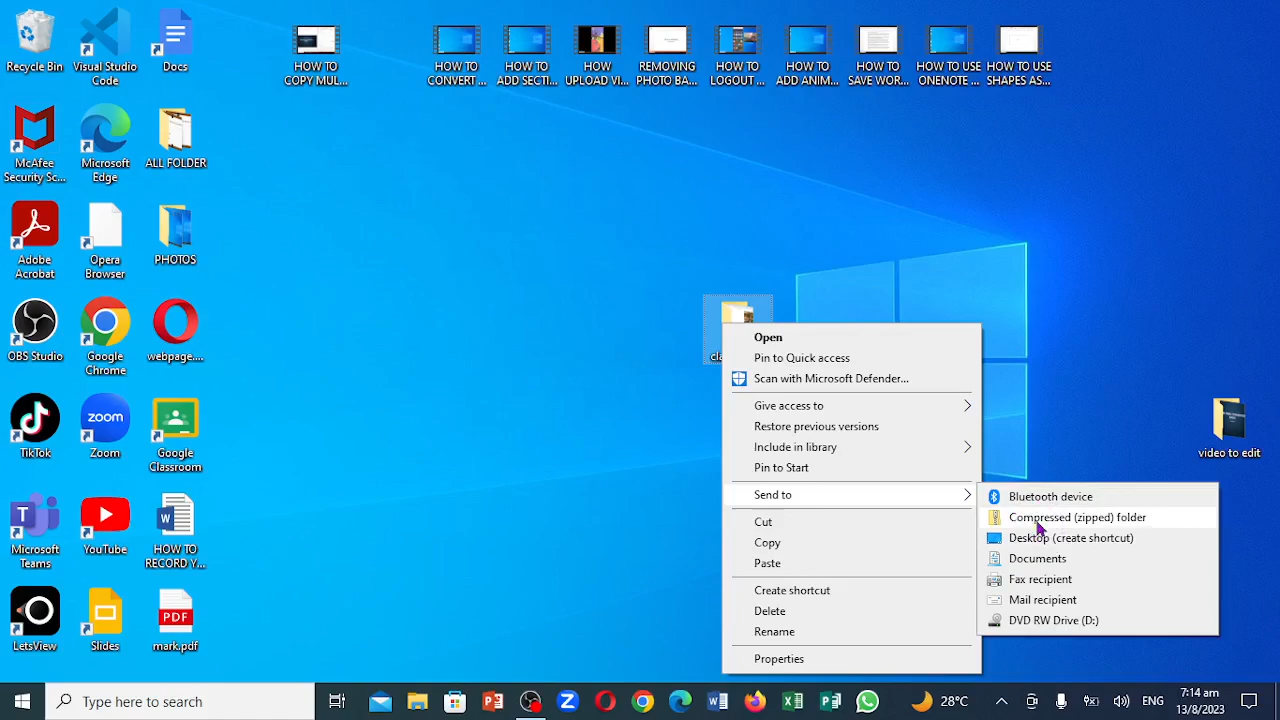 Recycle Bin
Visual Studio
Code
Docs
HOW TO
COPY MUL...
HOW TO
CONVERT ...
HOW TO
ADD SECTI...
HOW
UPLOAD VI...
REMOVING
PHOTO BA...
HOW TO
LOGOUT ...
HOW TO
ADD ANIM...
HOW TO
SAVE WOR...
HOW TO USE
ONENOTE ...
HOW TO USE
SHAPES AS...
McAfee
Security Sc...
Microsoft
Edge
ALL FOLDER
Adobe
Acrobat
Opera
Browser
PHOTOS
OBS Studio
Google
Chrome
webpage....
TikTok
Zoom
zoom
Google
Classroom
Microsoft
Teams
YouTube
HOW TO
RECORD Y...
LetsView
Slides
PDF
mark.pdf
video to edit
Open
Pin to Quick access
Scan with Microsoft Defender...
Give access to
Restore previous versions
Include in library
Pin to Start
Send to
Cut
Copy
Paste
Create shortcut
Delete
Rename
Properties
Bluetooth device
Compressed (zipped) folder
Desktop (create shortcut)
Documents
Fax recipient
Mail recipient
DVD RW Drive (D:)
Type here to search
28°C
7:14 am
13/8/2023